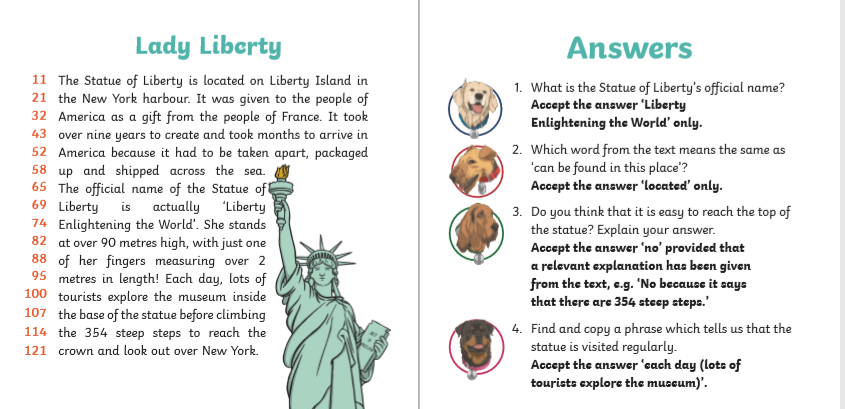 Lady Liberty
11 The Statue of Liberty is located on Liberty Island in
21 the New York harbour. It was given to the people of
32 America as a gift from the people of France. It took
43 over nine years to create and took months to arrive in
52 America because it had to be taken apart, packaged
58 up and shipped across the sea.
65 The official name of the Statue of
69 Liberty is actually ‘Liberty
74 Enlightening the World’. She stands
82 at over 90 metres high, with just one
88 of her fingers measuring over 2
95 metres in length! Each day, lots of
100 tourists explore the museum inside
107 the base of the statue before climbing
114 the 354 steep steps to reach the
121 crown and look out over New York.
Answers
1. What is the Statue of Liberty’s official name?
Accept the answer ‘Liberty
Enlightening the World’ only.
2. Which word from the text means the same as
‘can be found in this place’?
Accept the answer ‘located’ only.
3. Do you think that it is easy to reach the top of
the statue? Explain your answer.
Accept the answer ‘no’ provided that
a relevant explanation has been given
from the text, e.g. ‘No because it says
that there are 354 steep steps.’
4. Find and copy a phrase which tells us that the
statue is visited regularly.
Accept the answer ‘each day (lots of
tourists explore the museum)’.